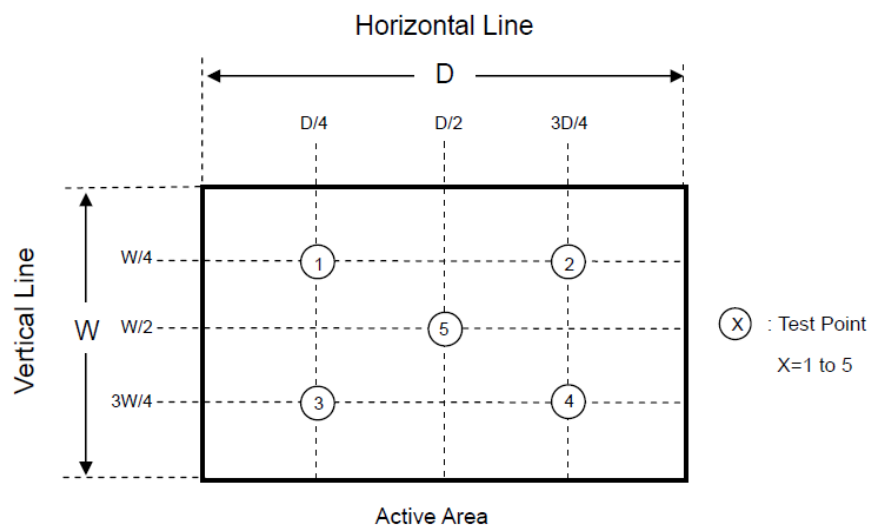 Horizontal Line
D
D/4 D/2 3D/4
Vertical Line
W
W/4
W/2
3W/4
1 2
5
3 4
X : Test Point
X=1 to 5
Active Area